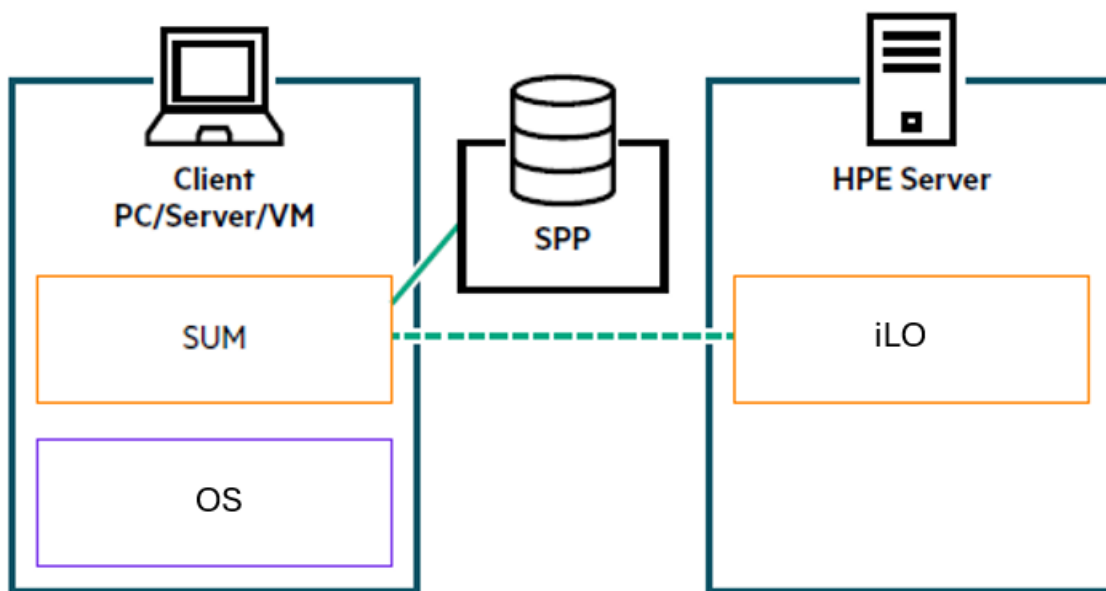 Client
PC/Server/VM
SUM
OS
SPP
HPE Server
iLO